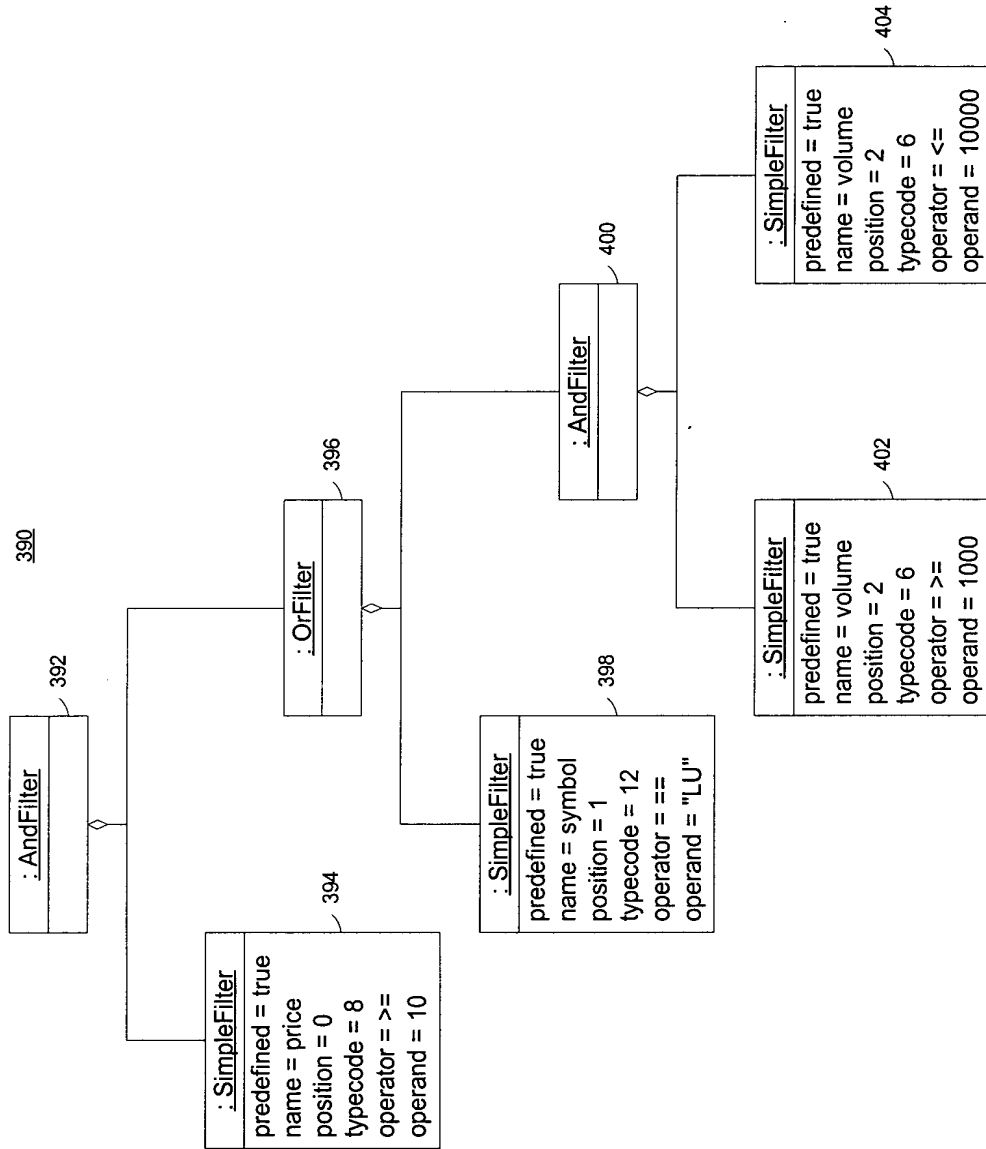 390
: AndFilter
392
: SimpleFilter
predefined = true
name = price
position = 0
typecode = 8
operator = >=
operand = 10
394
: OrFilter
396
: SimpleFilter
predefined = true
name = symbol
position = 1
typecode = 12
operator = ==
operand = "LU"
398
: AndFilter
400
: SimpleFilter
predefined = true
name = volume
position = 2
typecode = 6
operator = >=
operand = 1000
402
: SimpleFilter
predefined = true
name = volume
position = 2
typecode = 6
operator = <=
operand = 10000
404